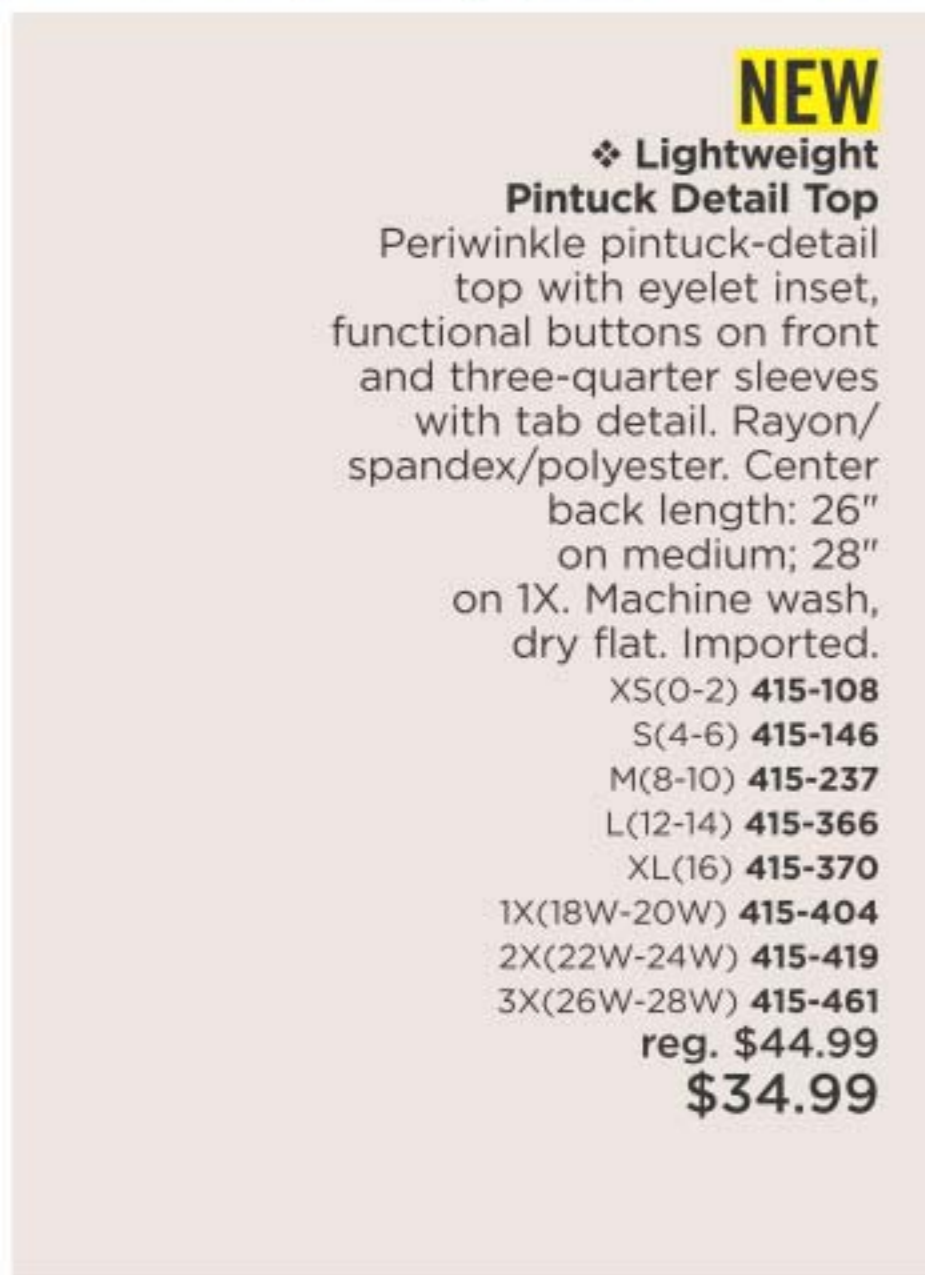 NEW
❖ Lightweight
Pintuck Detail Top
Periwinkle pintuck-detail
top with eyelet inset,
functional buttons on front
and three-quarter sleeves
with tab detail. Rayon/
spandex/polyester. Center
back length: 26"
on medium; 28"
on 1X. Machine wash,
dry flat. Imported.
XS(0-2) 415-108
S(4-6) 415-146
M(8-10) 415-237
L(12-14) 415-366
XL(16) 415-370
1X(18W-20W) 415-404
2X(22W-24W) 415-419
3X(26W-28W) 415-461
reg. $44.99
$34.99